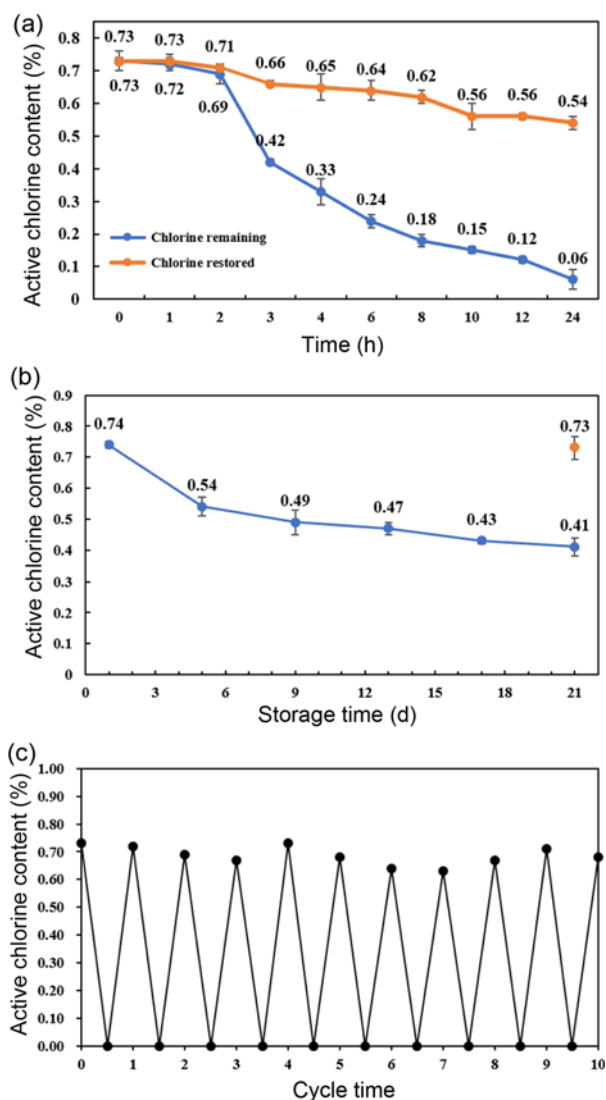 (a)
Active chlorine content (%)
0.8
0.7
0.6
0.5
0.4
0.3
0.2
0.1
0
0.73 0.73 0.71 0.66 0.65 0.64 0.62 0.56 0.56 0.54
0.73 0.72 0.69 0.42 0.33 0.24 0.18 0.15 0.12 0.06
Chlorine remaining
Chlorine restored
0 1 2 3 4 6 8 10 12 24
Time (h)
(b)
Active chlorine content (%)
0.9
0.8
0.7
0.6
0.5
0.4
0.3
0.2
0.1
0
0.74 0.54 0.49 0.47 0.43 0.41
0.73
0 3 6 9 13 15 18 21
Storage time (d)
(c)
Active chlorine content (%)
1.00
0.90
0.80
0.70
0.60
0.50
0.40
0.30
0.20
0.10
0.00
0 1 2 3 4 5 6 7 8 9 10
Cycle time